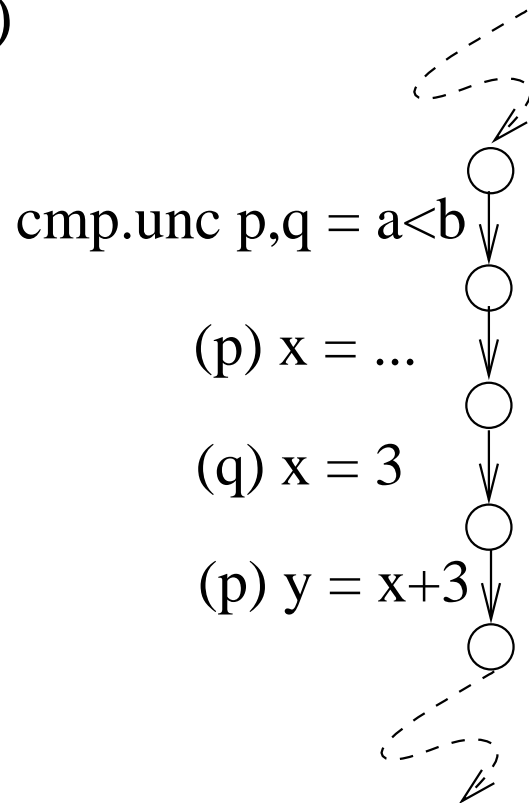 )
cmp.unc p,q = a<b
(p) x = ...
(q) x = 3
(p) y = x+3